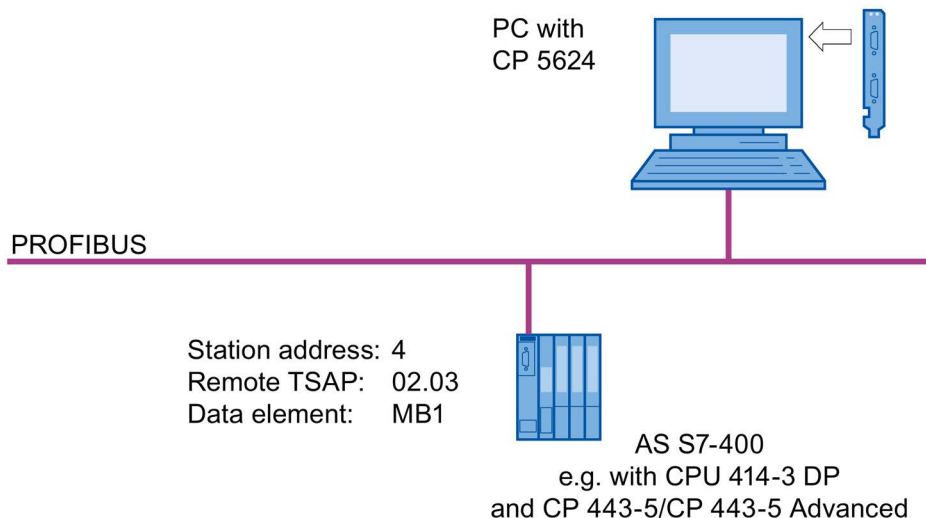 PC with
CP 5624
PROFIBUS
Station address: 4
Remote TSAP: 02.03
Data element: MB1
AS S7-400
e.g. with CPU 414-3 DP
and CP 443-5/CP 443-5 Advanced